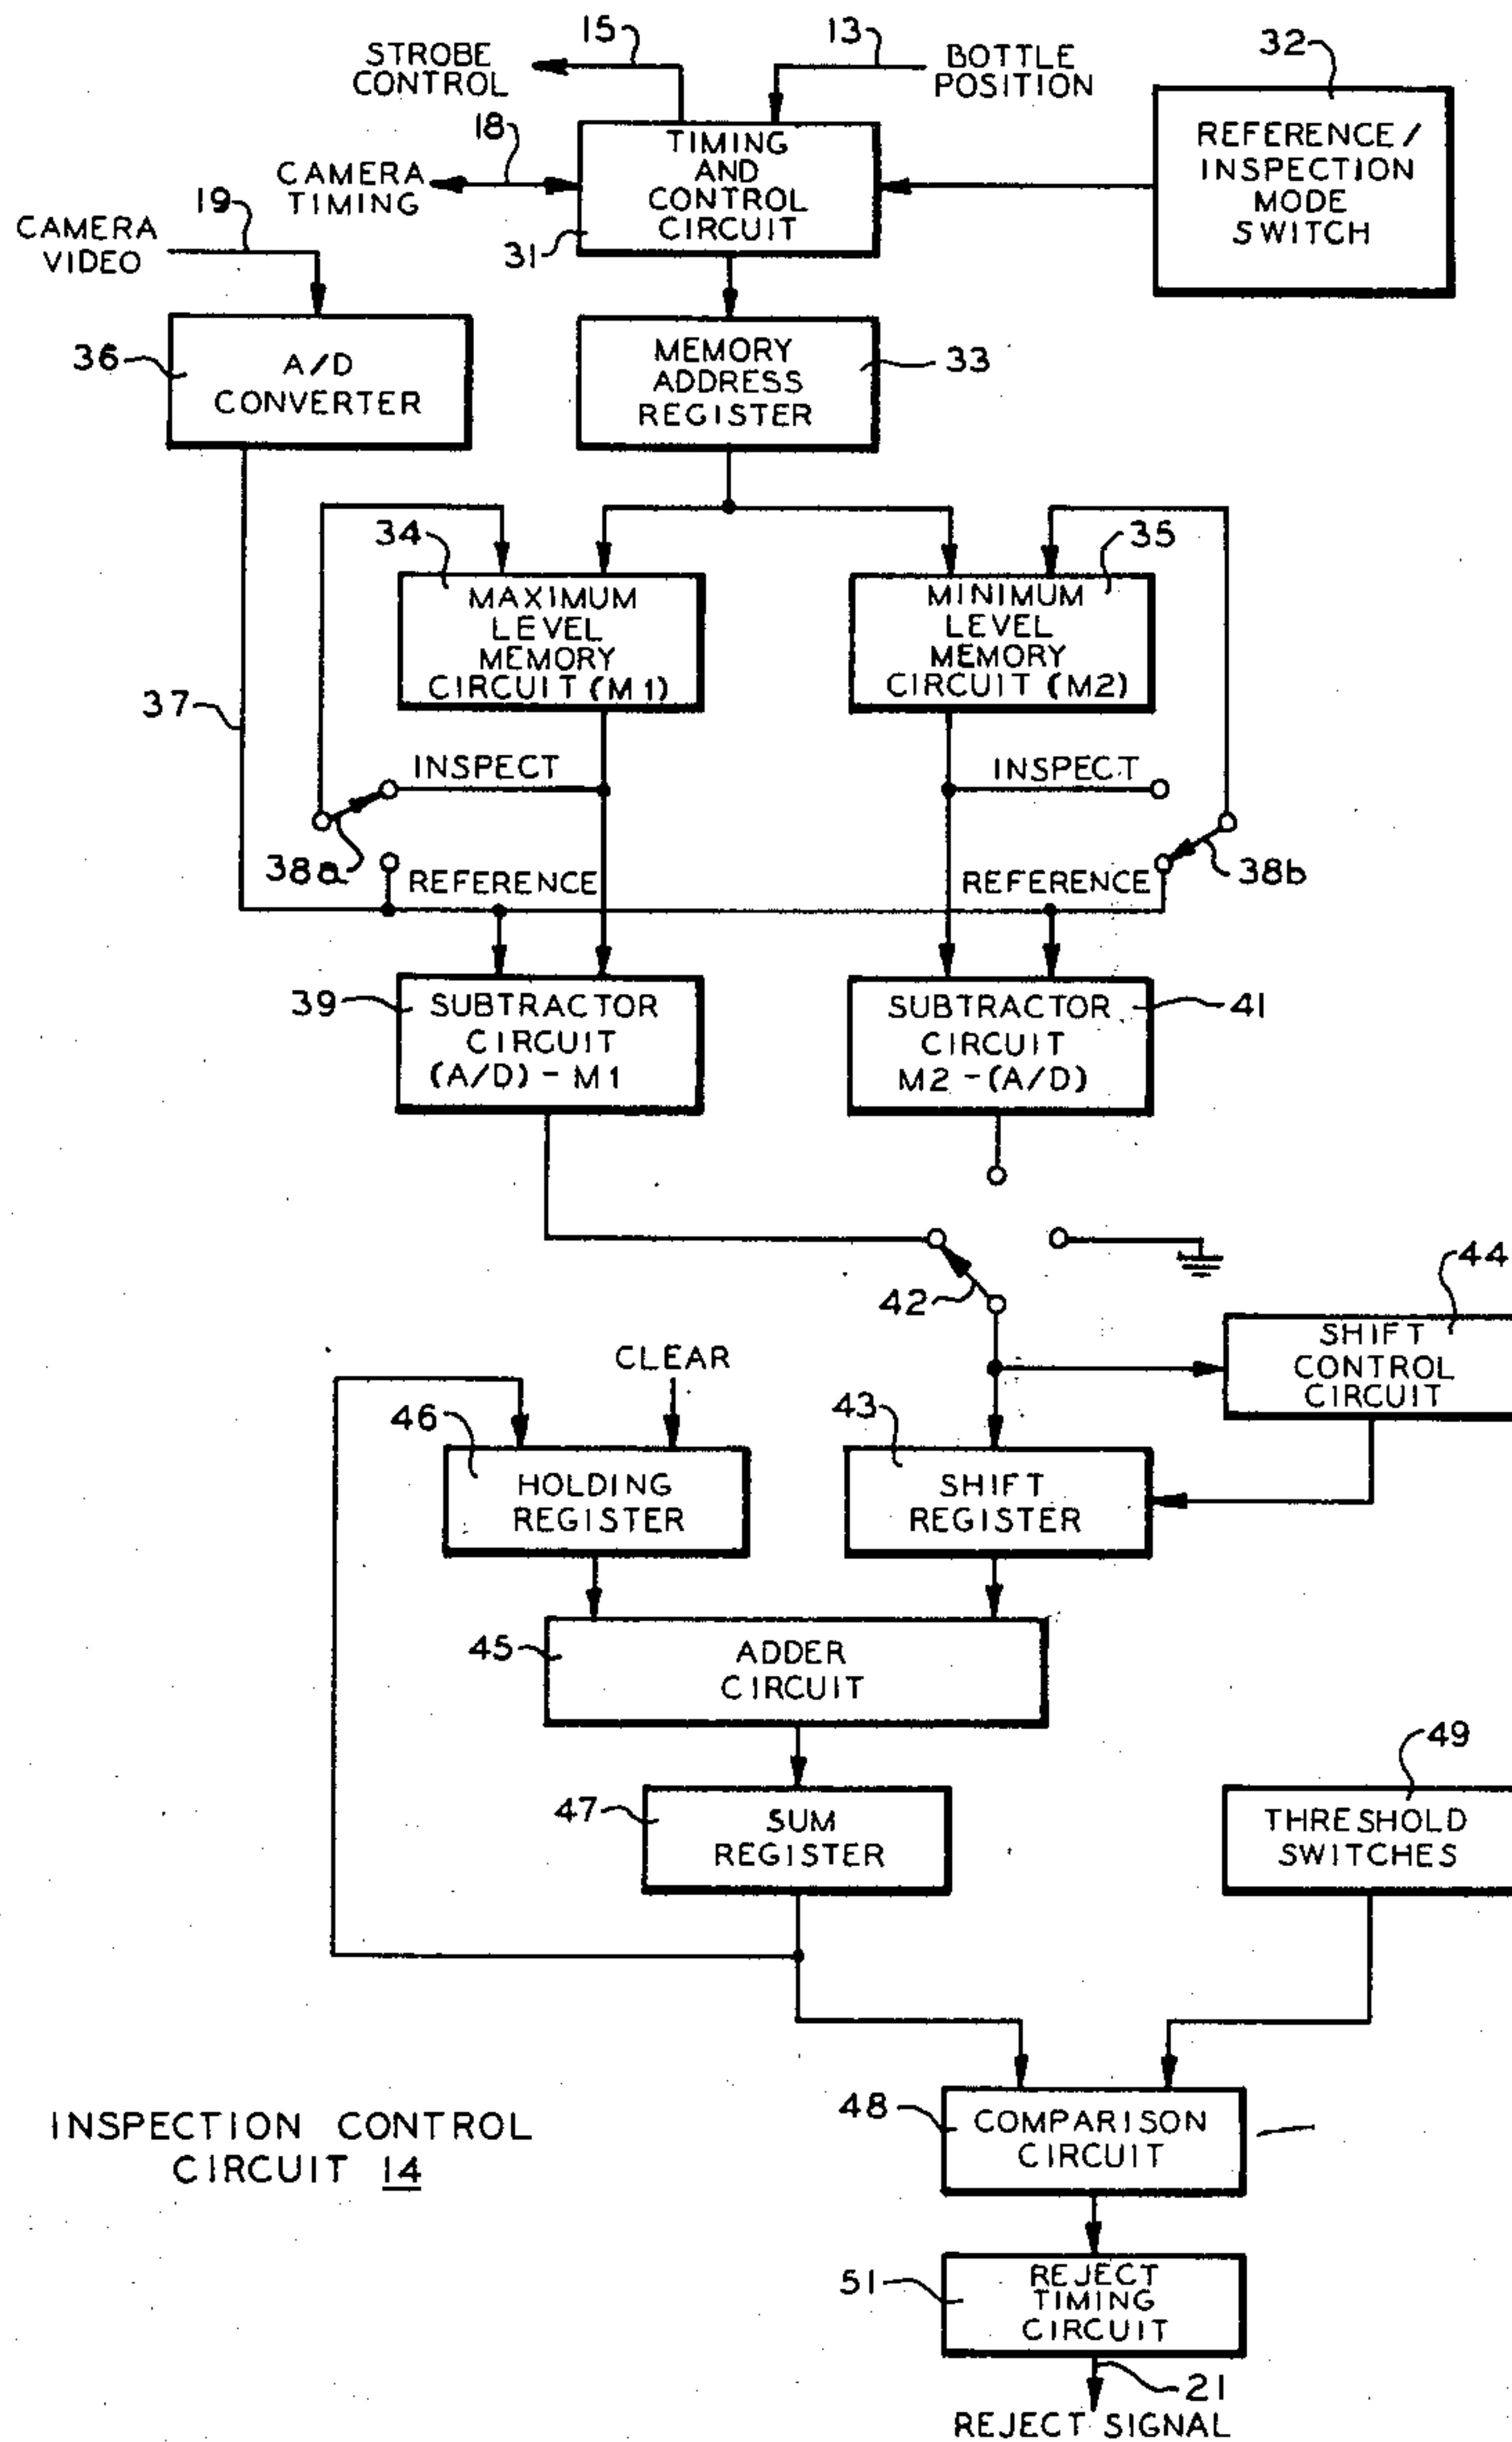 15
13
32
STROBE
CONTROL
BOTTLE
POSITION
18
CAMERA
TIMING
TIMING
AND
CONTROL
CIRCUIT
31
REFERENCE/
INSPECTION
MODE
SWITCH
19
CAMERA
VIDEO
36
A/D
CONVERTER
MEMORY
ADDRESS
REGISTER
33
34
MAXIMUM
LEVEL
MEMORY
CIRCUIT (M1)
35
MINIMUM
LEVEL
MEMORY
CIRCUIT (M2)
37
INSPECT
INSPECT
38a
REFERENCE
REFERENCE
38b
39
SUBTRACTOR
CIRCUIT
(A/D) - M1
SUBTRACTOR
CIRCUIT
M2 - (A/D)
41
42
44
SHIFT
CONTROL
CIRCUIT
CLEAR
46
HOLDING
REGISTER
43
SHIFT
REGISTER
45
ADDER
CIRCUIT
47
SUM
REGISTER
49
THRESHOLD
SWITCHES
48
COMPARISON
CIRCUIT
INSPECTION CONTROL
CIRCUIT 14
51
REJECT
TIMING
CIRCUIT
21
REJECT SIGNAL